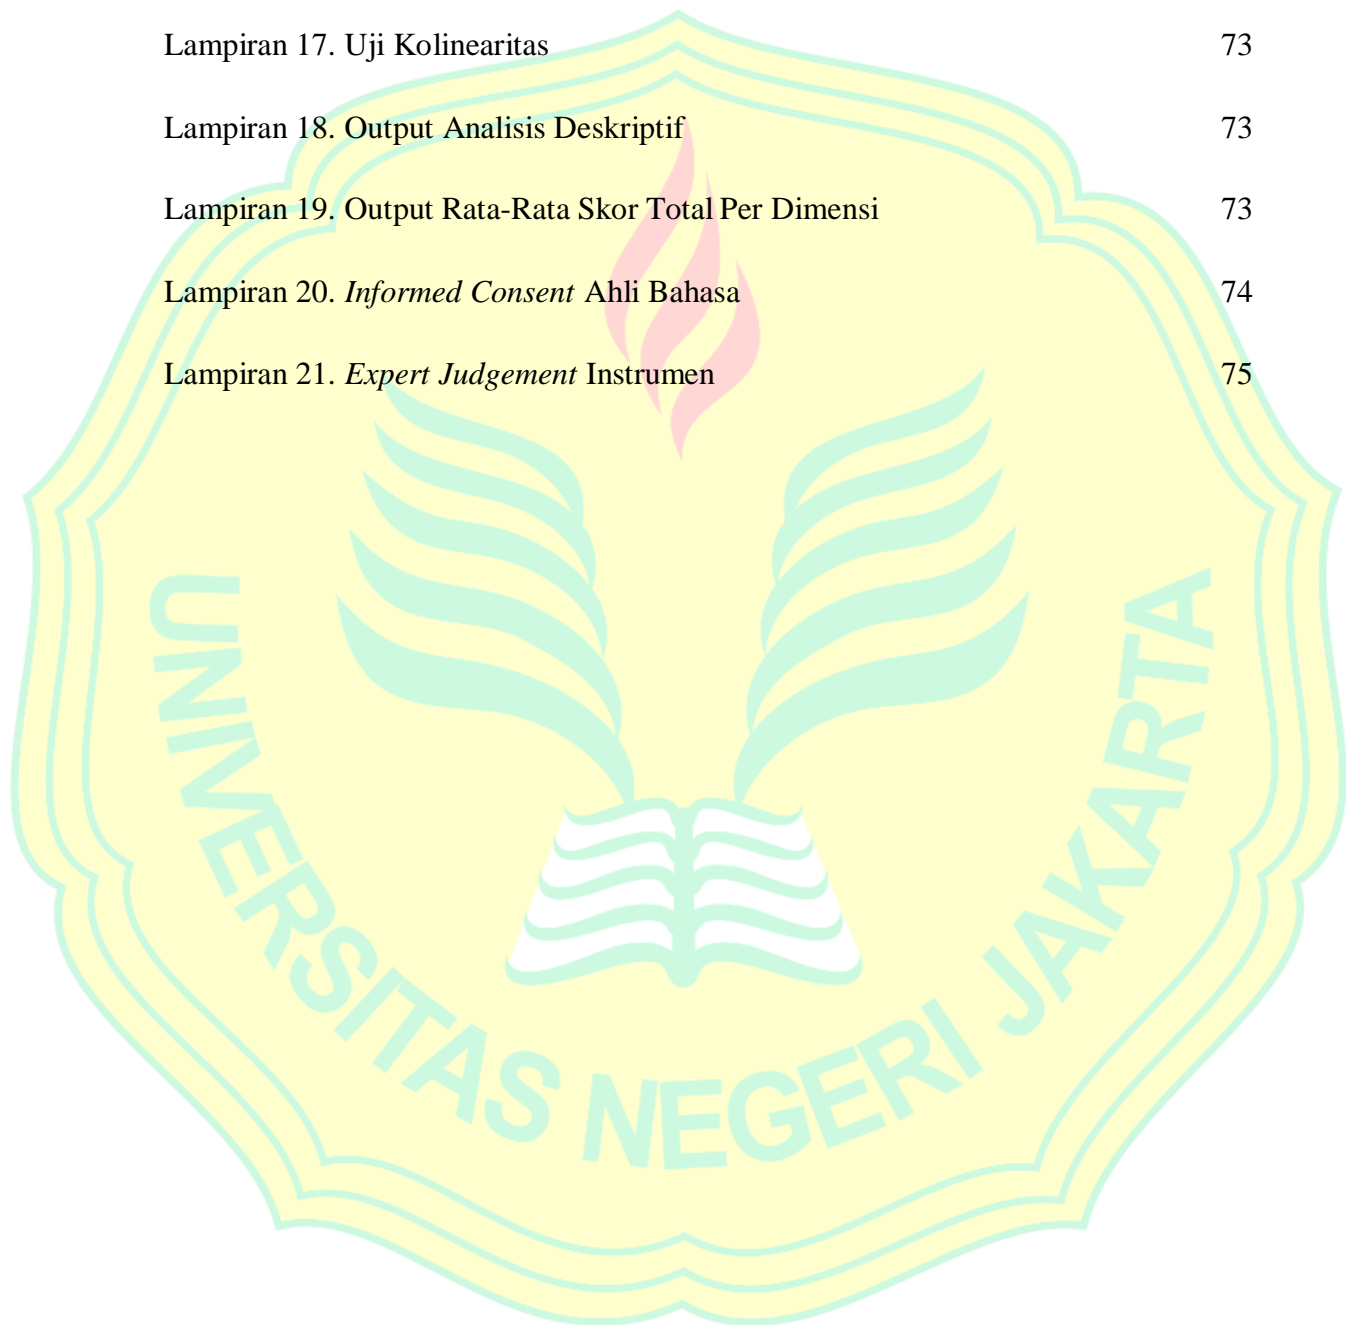 Lampiran 17. Uji Kolinearitas 73
Lampiran 18. Output Analisis Deskriptif 73
Lampiran 19. Output Rata-Rata Skor Total Per Dimensi 73
Lampiran 20. Informed Consent Ahli Bahasa 74
Lampiran 21. Expert Judgement Instrumen 75
UNIVERSITAS NEGERI JAKARTA